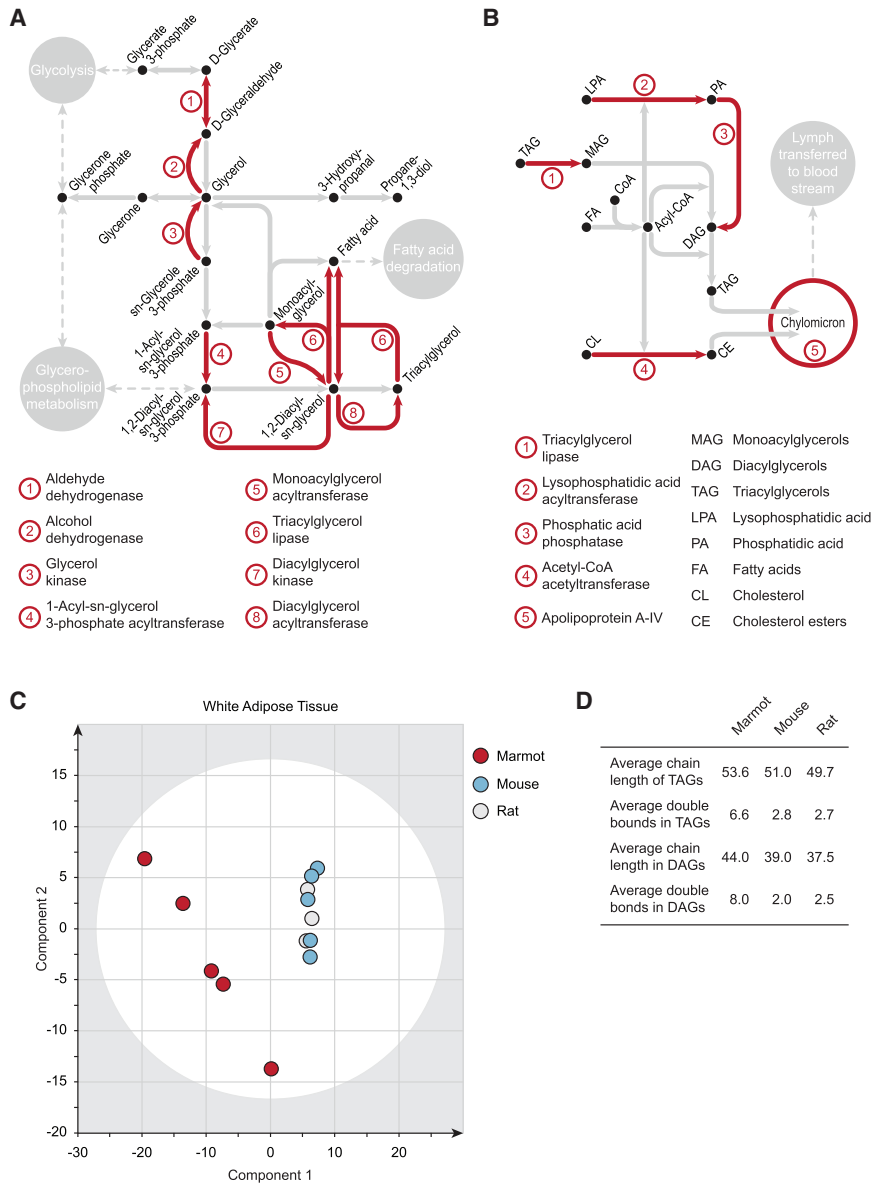 A
Glycolysis
Glycerate
3-phosphate
D-Glycerate
1
D-Glyceraldehyde
2
Glycerone
phosphate
Glycerone
Glycerol
3-Hydroxy-
propanal
Propane-
1,3-diol
3
Fatty acid
Fatty acid
degradation
sn-Glycerole
3-phosphate
Monoacyl-
glycerol
1-Acyl-
sn-glycerol
3-phosphate
4
5
6
6
Triacylglycerol
Glycero-
phospholipid
metabolism
1,2-Diacyl-
sn-glycerol
3-phosphate
7
1,2-Diacyl-
sn-glycerol
8
1 Aldehyde
dehydrogenase
2 Alcohol
dehydrogenase
3 Glycerol
kinase
4 1-Acyl-sn-glycerol
3-phosphate acyltransferase
5 Monoacylglycerol
acyltransferase
6 Triacylglycerol
lipase
7 Diacylglycerol
kinase
8 Diacylglycerol
acyltransferase
B
LPA
2
PA
3
TAG
1
MAG
CoA
FA
Acyl-CoA
DAG
Lymph
transferred
to blood
stream
TAG
Chylomicron
5
CL
4
CE
1 Triacylglycerol
lipase
2 Lysophosphatidic acid
acyltransferase
3 Phosphatic acid
phosphatase
4 Acetyl-CoA
acetyltransferase
5 Apolipoprotein A-IV
MAG Monoacylglycerols
DAG Diacylglycerols
TAG Triacylglycerols
LPA Lysophosphatidic acid
PA Phosphatidic acid
FA Fatty acids
CL Cholesterol
CE Cholesterol esters
C
White Adipose Tissue
Component 2
15
10
5
0
-5
-10
-15
-20
-30 -20 -10 0 10 20
Component 1
Marmot
Mouse
Rat
D
Marmot Mouse Rat
Average chain
length of TAGs 53.6 51.0 49.7
Average double
bounds in TAGs 6.6 2.8 2.7
Average chain
length in DAGs 44.0 39.0 37.5
Average double
bonds in DAGs 8.0 2.0 2.5